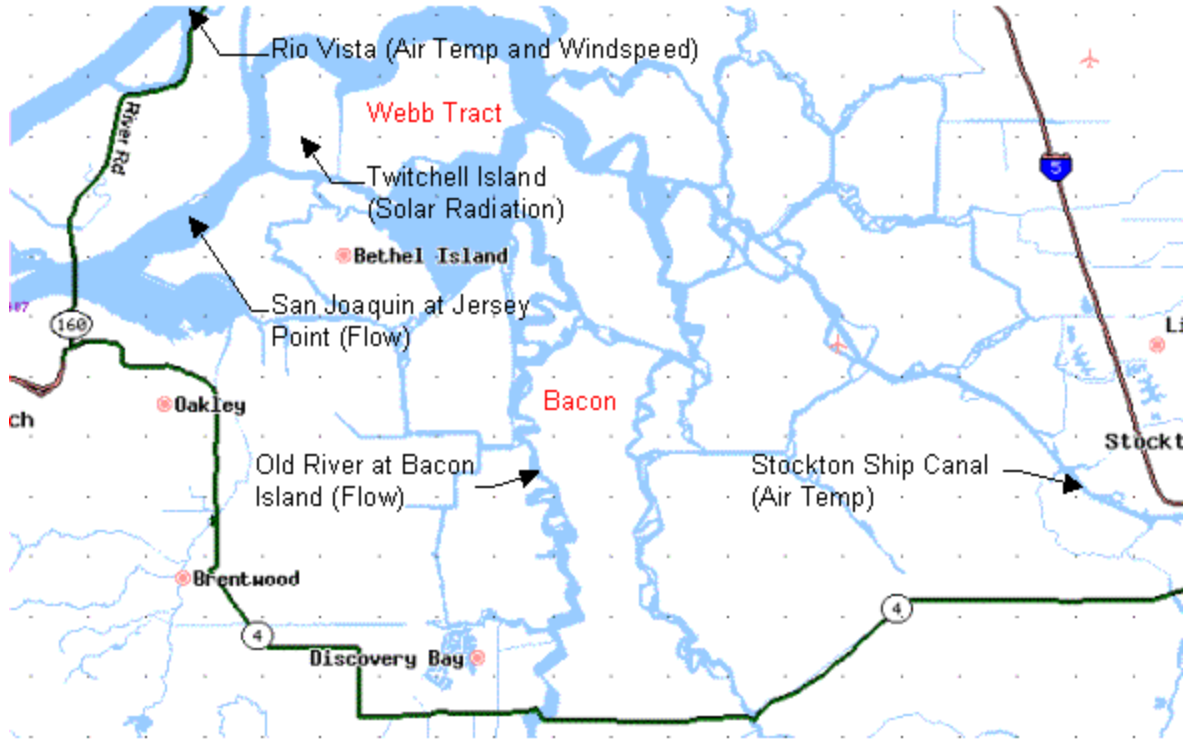 Rio Vista (Air Temp and Windspeed)
River Rd
Webb Tract
5
Twitchell Island
(Solar Radiation)
Bethel Island
San Joaquin at Jersey
Point (Flow)
160
Li
Oakley
Bacon
ch
Stockt
Old River at Bacon
Island (Flow)
Stockton Ship Canal
(Air Temp)
Brentwood
4
4
Discovery Bay